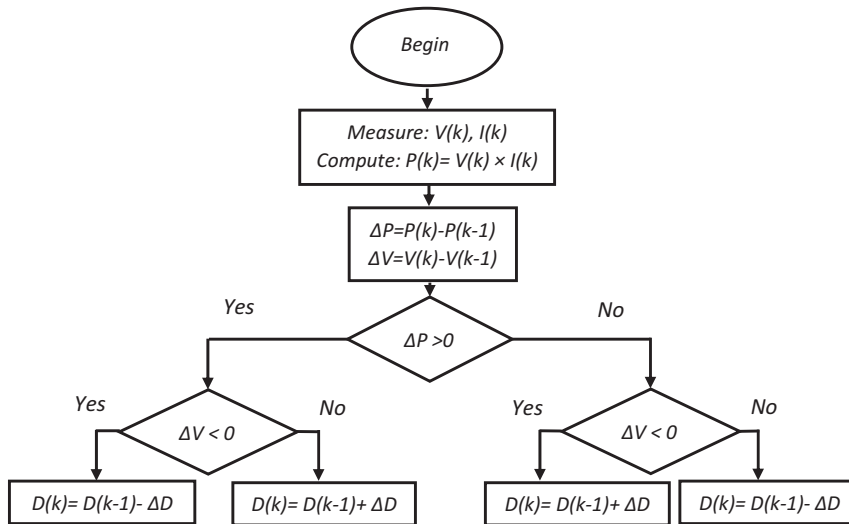 Begin
Measure: V(k), I(k)
Compute: P(k)= V(k) × I(k)
ΔP=P(k)-P(k-1)
ΔV=V(k)-V(k-1)
Yes
No
ΔP >0
Yes
No
Yes
No
ΔV < 0
ΔV < 0
D(k)= D(k-1)- ΔD
D(k)= D(k-1)+ ΔD
D(k)= D(k-1)+ ΔD
D(k)= D(k-1)- ΔD